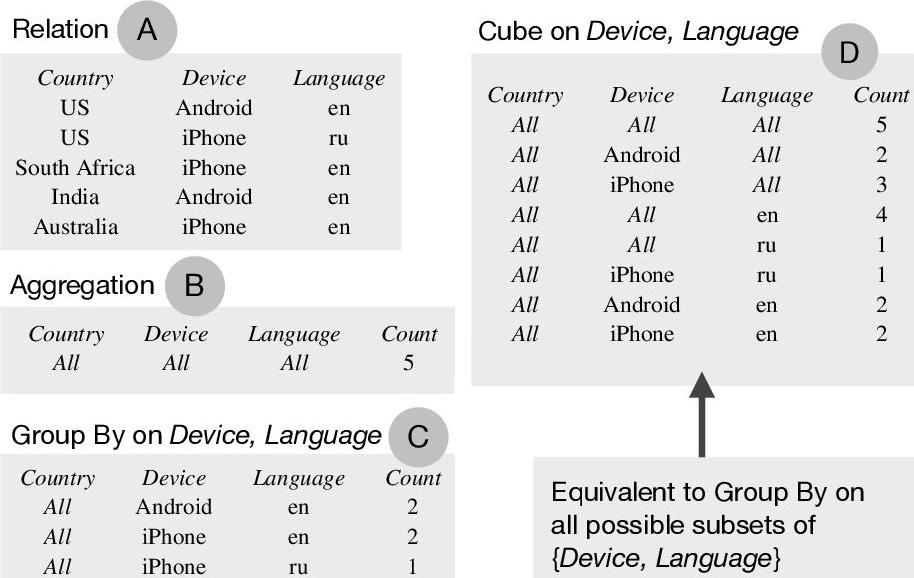 Relation A
Country Device Language
US Android en
US iPhone ru
South Africa iPhone en
India Android en
Australia iPhone en
Aggregation B
Country Device Language Count
All All All 5
Group By on Device, Language C
Country Device Language Count
All Android en 2
All iPhone en 2
All iPhone ru 1
Cube on Device, Language D
Country Device Language Count
All All All 5
All Android All 2
All iPhone All 3
All All en 4
All All ru 1
All iPhone ru 1
All Android en 2
All iPhone en 2
Equivalent to Group By on
all possible subsets of
{Device, Language}